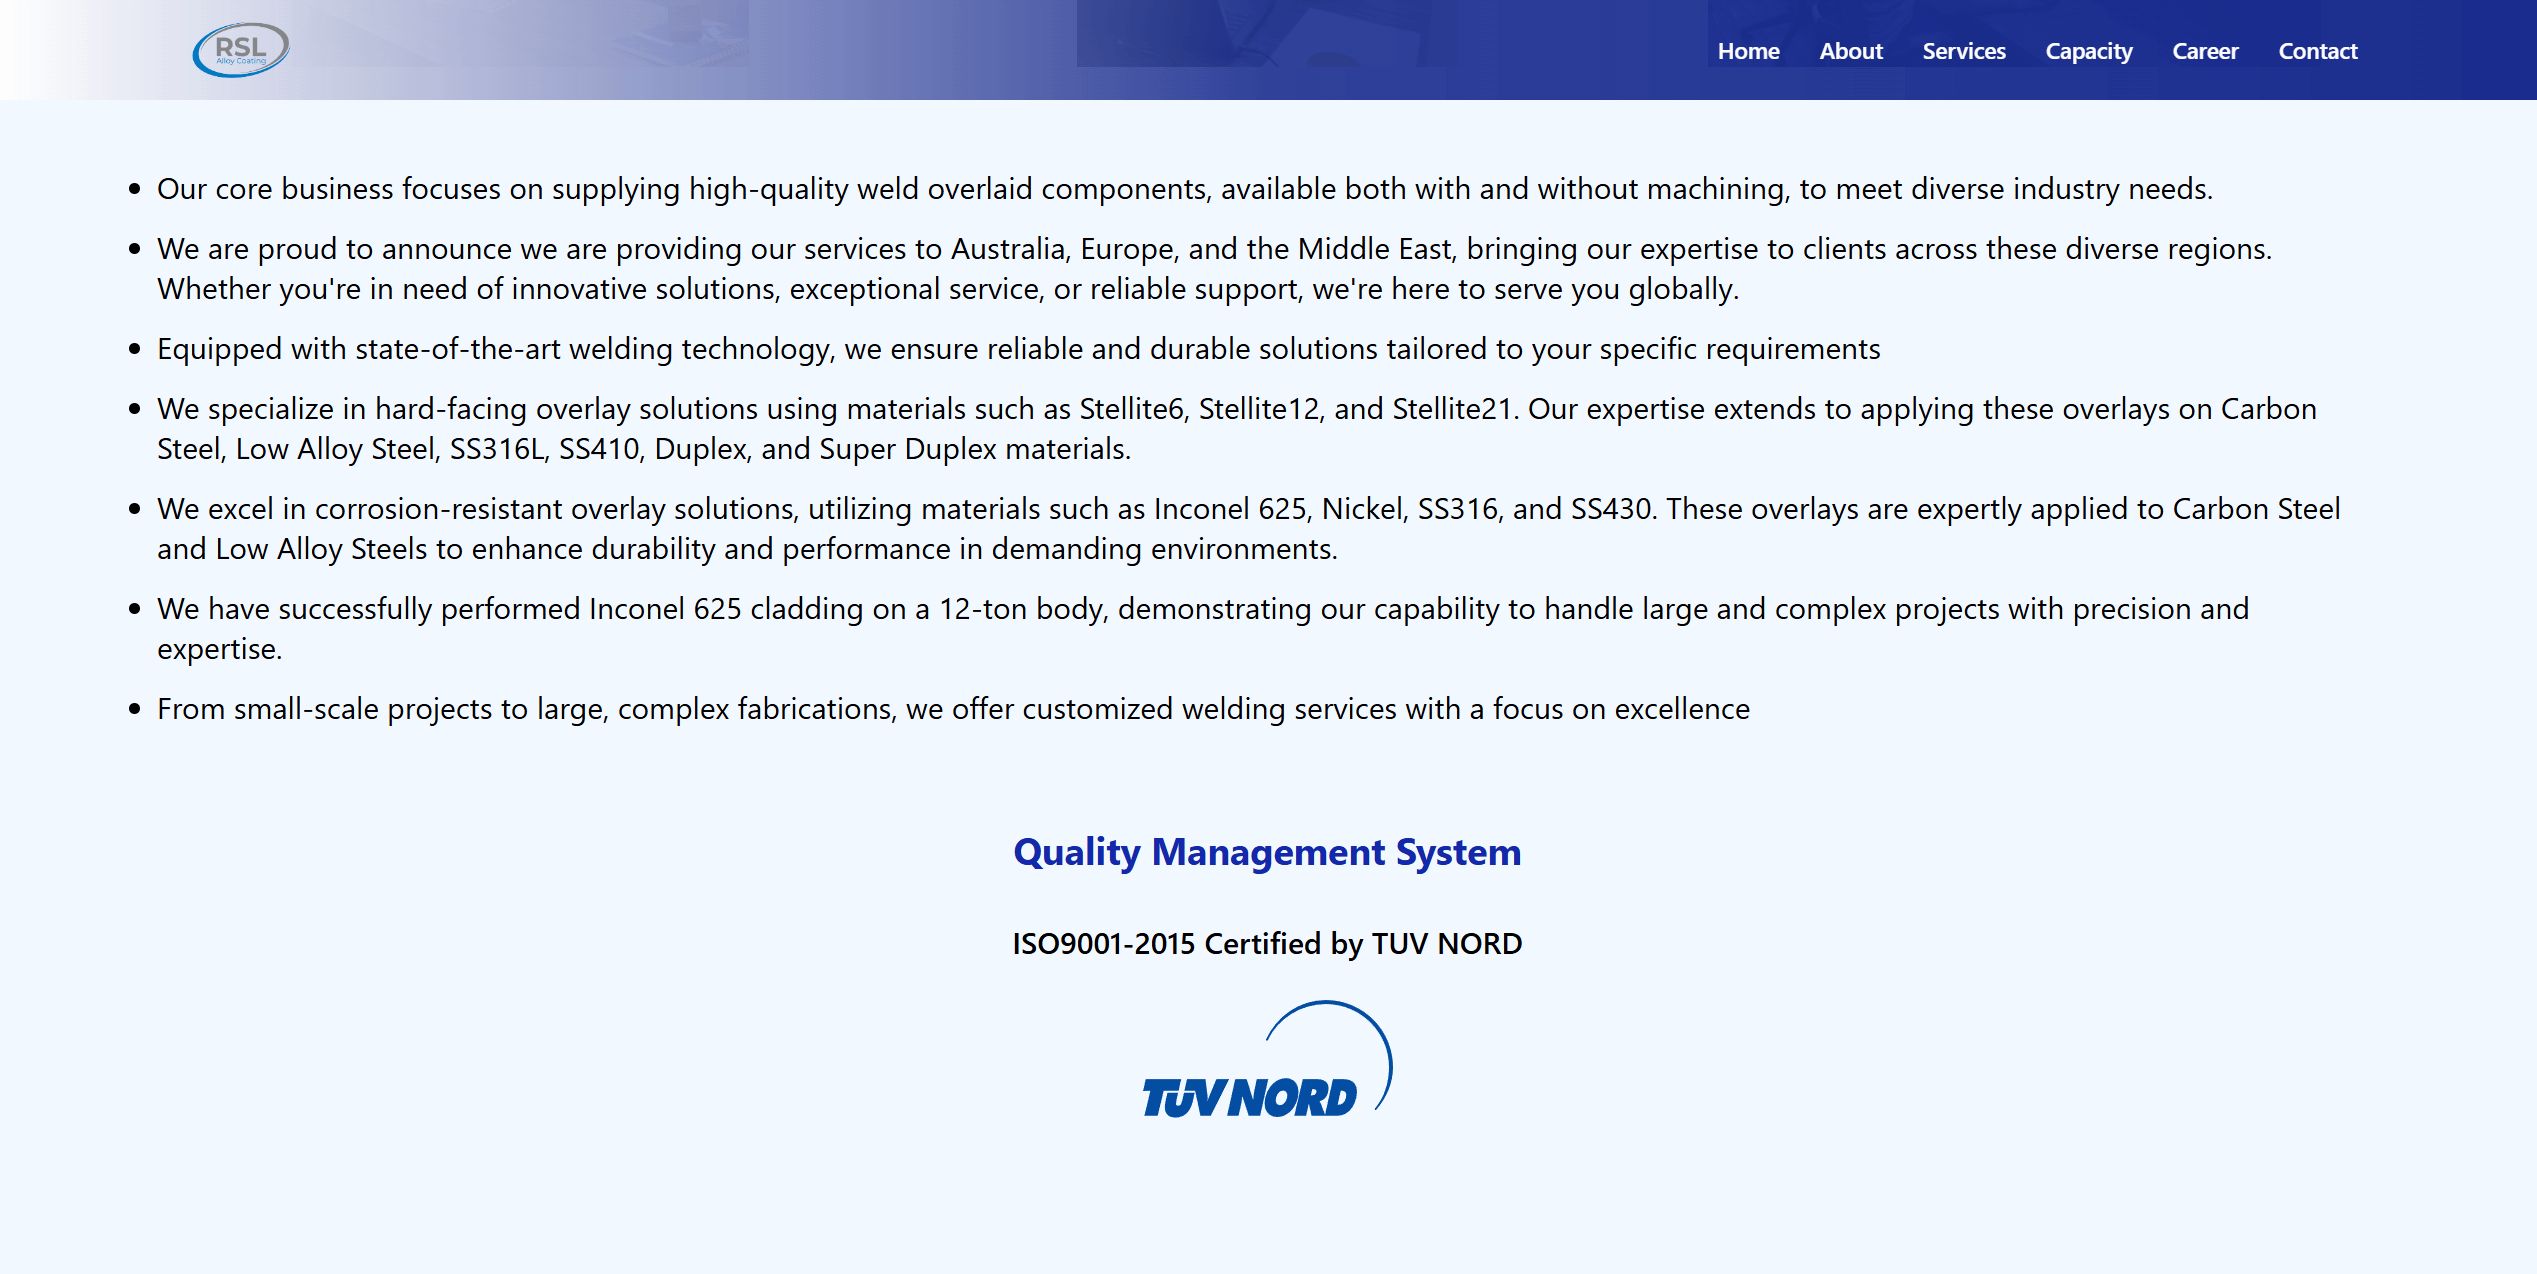 RSL
Alloy Coating
Home About Services Capacity Career Contact
Our core business focuses on supplying high-quality weld overlaid components, available both with and without machining, to meet diverse industry needs.
We are proud to announce we are providing our services to Australia, Europe, and the Middle East, bringing our expertise to clients across these diverse regions.
Whether you're in need of innovative solutions, exceptional service, or reliable support, we're here to serve you globally.
Equipped with state-of-the-art welding technology, we ensure reliable and durable solutions tailored to your specific requirements
We specialize in hard-facing overlay solutions using materials such as Stellite6, Stellite12, and Stellite21. Our expertise extends to applying these overlays on Carbon
Steel, Low Alloy Steel, SS316L, SS410, Duplex, and Super Duplex materials.
We excel in corrosion-resistant overlay solutions, utilizing materials such as Inconel 625, Nickel, SS316, and SS430. These overlays are expertly applied to Carbon Steel
and Low Alloy Steels to enhance durability and performance in demanding environments.
We have successfully performed Inconel 625 cladding on a 12-ton body, demonstrating our capability to handle large and complex projects with precision and
expertise.
From small-scale projects to large, complex fabrications, we offer customized welding services with a focus on excellence
Quality Management System
ISO9001-2015 Certified by TUV NORD
TÜV NORD